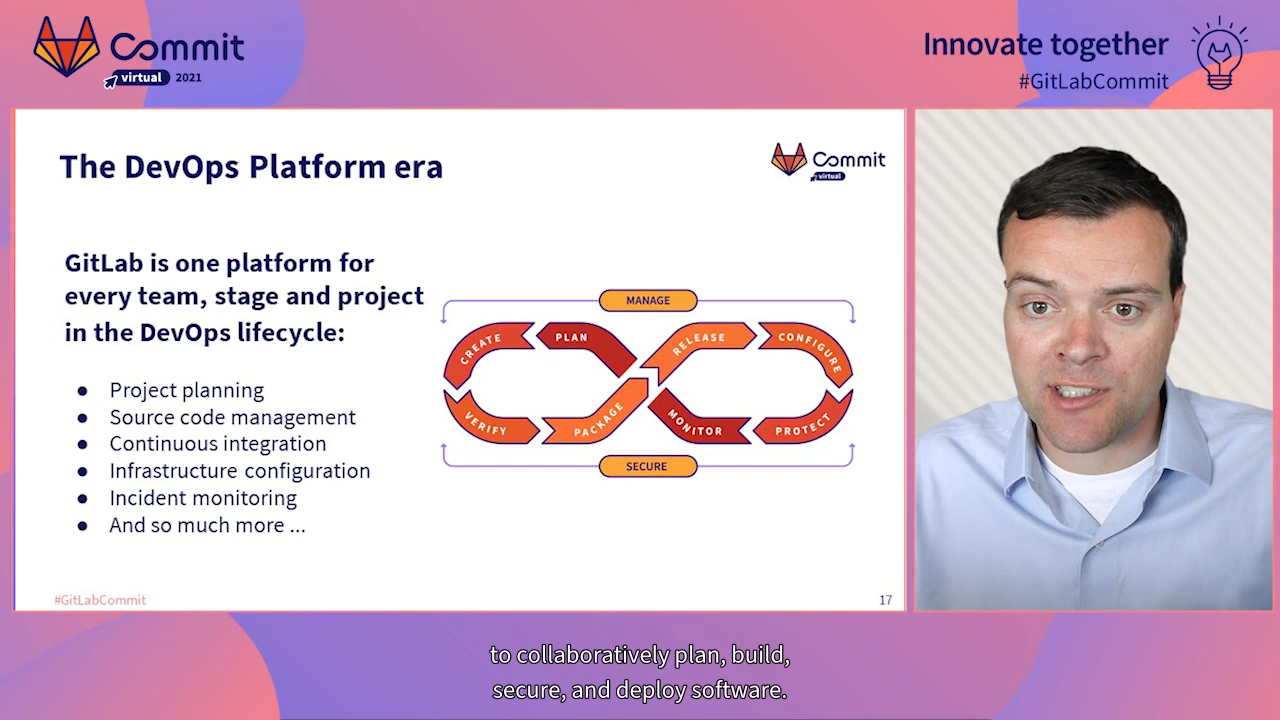 Commit
virtual 2021
Innovate together
#GitLabCommit
The DevOps Platform era
Commit
virtual
GitLab is one platform for
every team, stage and project
in the DevOps lifecycle:
● Project planning
● Source code management
● Continuous integration
● Infrastructure configuration
● Incident monitoring
● And so much more ...
MANAGE
CREATE
PLAN
RELEASE
CONFIGURE
VERIFY
PACKAGE
MONITOR
PROTECT
SECURE
#GitLabCommit
17
to collaboratively plan, build,
secure, and deploy software.